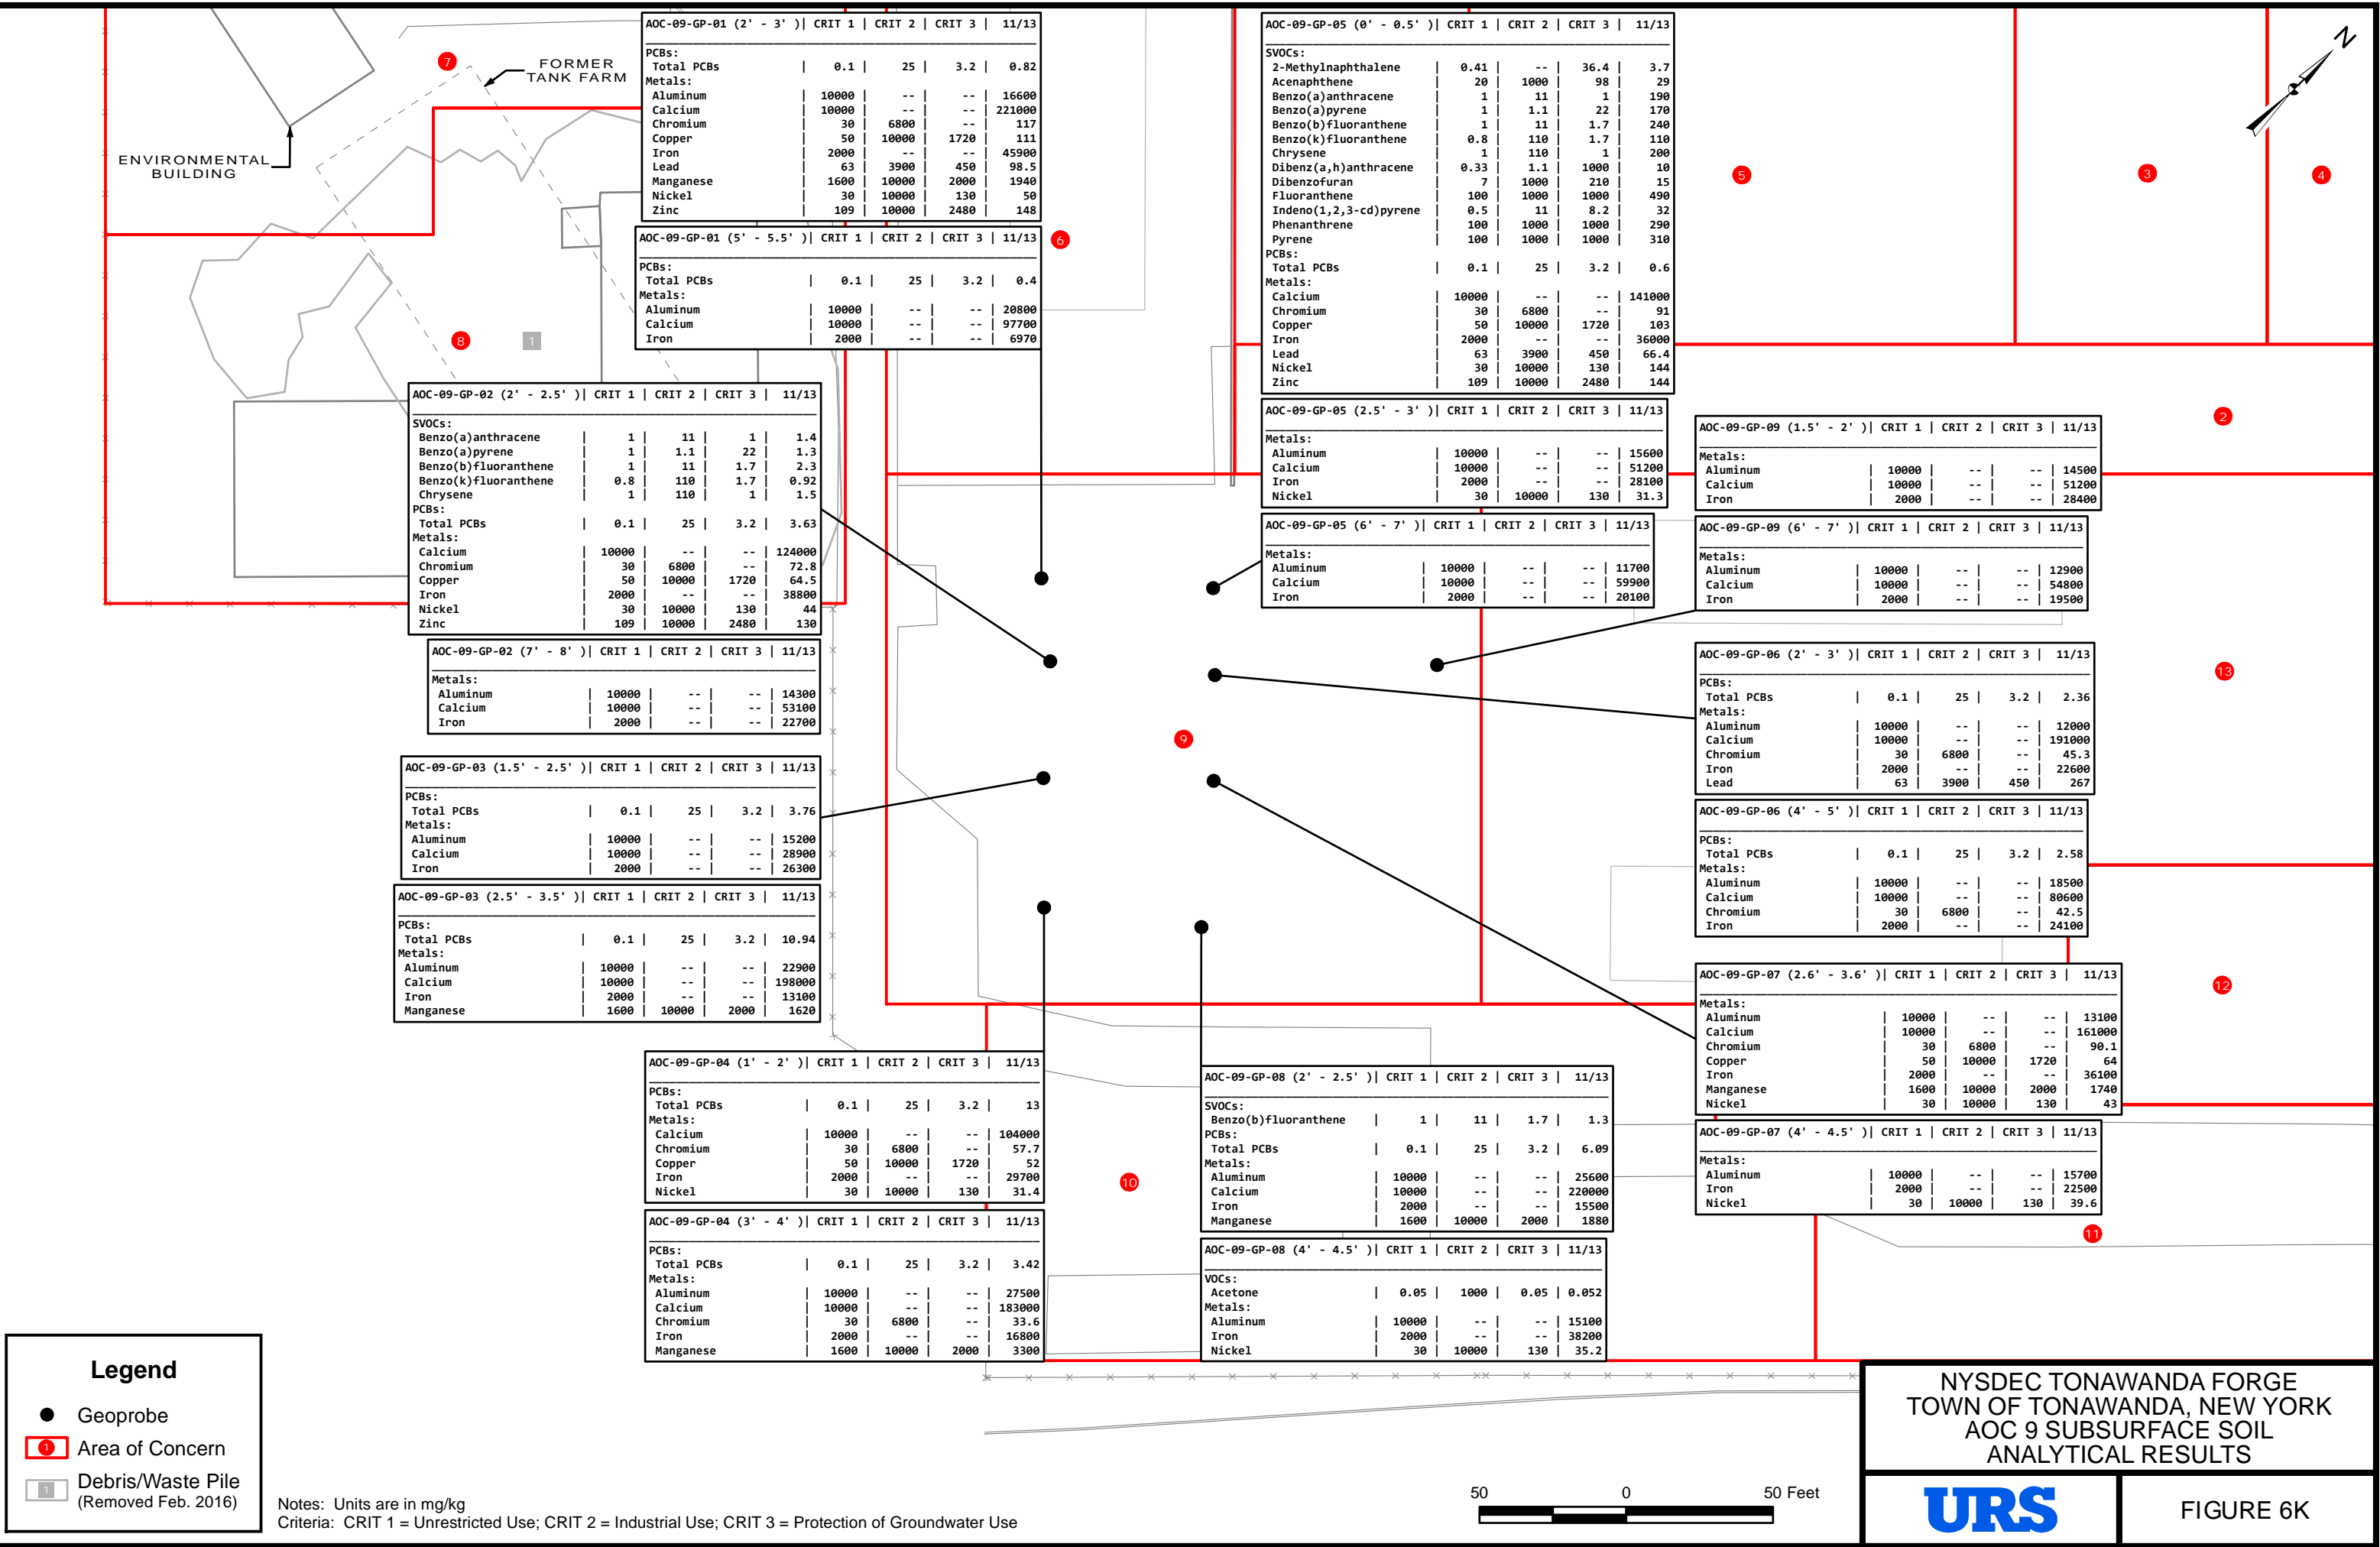 7
FORMER
TANK FARM
ENVIRONMENTAL
BUILDING
8
1
N
AOC-09-GP-01 (2' - 3' )| CRIT 1 | CRIT 2 | CRIT 3 | 11/13
PCBs:
Total PCBs | 0.1 | 25 | 3.2 | 0.82
Metals:
Aluminum | 10000 | -- | -- | 16600
Calcium | 10000 | -- | -- | 221000
Chromium | 30 | 6800 | -- | 117
Copper | 50 | 10000 | 1720 | 111
Iron | 2000 | -- | -- | 45900
Lead | 63 | 3900 | 450 | 98.5
Manganese | 1600 | 10000 | 2000 | 1940
Nickel | 30 | 10000 | 130 | 50
Zinc | 109 | 10000 | 2480 | 148
AOC-09-GP-01 (5' - 5.5' )| CRIT 1 | CRIT 2 | CRIT 3 | 11/13
PCBs:
Total PCBs | 0.1 | 25 | 3.2 | 0.4
Metals:
Aluminum | 10000 | -- | -- | 20800
Calcium | 10000 | -- | -- | 97700
Iron | 2000 | -- | -- | 6970
6
AOC-09-GP-05 (0' - 0.5' )| CRIT 1 | CRIT 2 | CRIT 3 | 11/13
SVOCs:
2-Methylnaphthalene | 0.41 | -- | 36.4 | 3.7
Acenaphthene | 20 | 1000 | 98 | 29
Benzo(a)anthracene | 1 | 11 | 1 | 190
Benzo(a)pyrene | 1 | 1.1 | 22 | 170
Benzo(b)fluoranthene | 1 | 11 | 1.7 | 240
Benzo(k)fluoranthene | 0.8 | 110 | 1.7 | 110
Chrysene | 1 | 110 | 1 | 200
Dibenz(a,h)anthracene | 0.33 | 1.1 | 1000 | 10
Dibenzofuran | 7 | 1000 | 210 | 15
Fluoranthene | 100 | 1000 | 1000 | 490
Indeno(1,2,3-cd)pyrene | 0.5 | 11 | 8.2 | 32
Phenanthrene | 100 | 1000 | 1000 | 290
Pyrene | 100 | 1000 | 1000 | 310
PCBs:
Total PCBs | 0.1 | 25 | 3.2 | 0.6
Metals:
Calcium | 10000 | -- | -- | 141000
Chromium | 30 | 6800 | -- | 91
Copper | 50 | 10000 | 1720 | 103
Iron | 2000 | -- | -- | 36000
Lead | 63 | 3900 | 450 | 66.4
Nickel | 30 | 10000 | 130 | 144
Zinc | 109 | 10000 | 2480 | 144
5
3
4
AOC-09-GP-05 (2.5' - 3' )| CRIT 1 | CRIT 2 | CRIT 3 | 11/13
Metals:
Aluminum | 10000 | -- | -- | 15600
Calcium | 10000 | -- | -- | 51200
Iron | 2000 | -- | -- | 28100
Nickel | 30 | 10000 | 130 | 31.3
AOC-09-GP-05 (6' - 7' )| CRIT 1 | CRIT 2 | CRIT 3 | 11/13
Metals:
Aluminum | 10000 | -- | -- | 11700
Calcium | 10000 | -- | -- | 59900
Iron | 2000 | -- | -- | 20100
AOC-09-GP-09 (1.5' - 2' )| CRIT 1 | CRIT 2 | CRIT 3 | 11/13
Metals:
Aluminum | 10000 | -- | -- | 14500
Calcium | 10000 | -- | -- | 51200
Iron | 2000 | -- | -- | 28400
2
AOC-09-GP-09 (6' - 7' )| CRIT 1 | CRIT 2 | CRIT 3 | 11/13
Metals:
Aluminum | 10000 | -- | -- | 12900
Calcium | 10000 | -- | -- | 54800
Iron | 2000 | -- | -- | 19500
AOC-09-GP-02 (2' - 2.5' )| CRIT 1 | CRIT 2 | CRIT 3 | 11/13
SVOCs:
Benzo(a)anthracene | 1 | 11 | 1 | 1.4
Benzo(a)pyrene | 1 | 1.1 | 22 | 1.3
Benzo(b)fluoranthene | 1 | 11 | 1.7 | 2.3
Benzo(k)fluoranthene | 0.8 | 110 | 1.7 | 0.92
Chrysene | 1 | 110 | 1 | 1.5
PCBs:
Total PCBs | 0.1 | 25 | 3.2 | 3.63
Metals:
Calcium | 10000 | -- | -- | 124000
Chromium | 30 | 6800 | -- | 72.8
Copper | 50 | 10000 | 1720 | 64.5
Iron | 2000 | -- | -- | 38800
Nickel | 30 | 10000 | 130 | 44
Zinc | 109 | 10000 | 2480 | 130
AOC-09-GP-02 (7' - 8' )| CRIT 1 | CRIT 2 | CRIT 3 | 11/13
Metals:
Aluminum | 10000 | -- | -- | 14300
Calcium | 10000 | -- | -- | 53100
Iron | 2000 | -- | -- | 22700
AOC-09-GP-06 (2' - 3' )| CRIT 1 | CRIT 2 | CRIT 3 | 11/13
PCBs:
Total PCBs | 0.1 | 25 | 3.2 | 2.36
Metals:
Aluminum | 10000 | -- | -- | 12000
Calcium | 10000 | -- | -- | 191000
Chromium | 30 | 6800 | -- | 45.3
Iron | 2000 | -- | -- | 22600
Lead | 63 | 3900 | 450 | 267
13
9
AOC-09-GP-03 (1.5' - 2.5' )| CRIT 1 | CRIT 2 | CRIT 3 | 11/13
PCBs:
Total PCBs | 0.1 | 25 | 3.2 | 3.76
Metals:
Aluminum | 10000 | -- | -- | 15200
Calcium | 10000 | -- | -- | 28900
Iron | 2000 | -- | -- | 26300
AOC-09-GP-06 (4' - 5' )| CRIT 1 | CRIT 2 | CRIT 3 | 11/13
PCBs:
Total PCBs | 0.1 | 25 | 3.2 | 2.58
Metals:
Aluminum | 10000 | -- | -- | 18500
Calcium | 10000 | -- | -- | 80600
Chromium | 30 | 6800 | -- | 42.5
Iron | 2000 | -- | -- | 24100
AOC-09-GP-03 (2.5' - 3.5' )| CRIT 1 | CRIT 2 | CRIT 3 | 11/13
PCBs:
Total PCBs | 0.1 | 25 | 3.2 | 10.94
Metals:
Aluminum | 10000 | -- | -- | 22900
Calcium | 10000 | -- | -- | 198000
Iron | 2000 | -- | -- | 13100
Manganese | 1600 | 10000 | 2000 | 1620
AOC-09-GP-07 (2.6' - 3.6' )| CRIT 1 | CRIT 2 | CRIT 3 | 11/13
Metals:
Aluminum | 10000 | -- | -- | 13100
Calcium | 10000 | -- | -- | 161000
Chromium | 30 | 6800 | -- | 90.1
Copper | 50 | 10000 | 1720 | 64
Iron | 2000 | -- | -- | 36100
Manganese | 1600 | 10000 | 2000 | 1740
Nickel | 30 | 10000 | 130 | 43
12
AOC-09-GP-04 (1' - 2' )| CRIT 1 | CRIT 2 | CRIT 3 | 11/13
PCBs:
Total PCBs | 0.1 | 25 | 3.2 | 13
Metals:
Calcium | 10000 | -- | -- | 104000
Chromium | 30 | 6800 | -- | 57.7
Copper | 50 | 10000 | 1720 | 52
Iron | 2000 | -- | -- | 29700
Nickel | 30 | 10000 | 130 | 31.4
10
AOC-09-GP-08 (2' - 2.5' )| CRIT 1 | CRIT 2 | CRIT 3 | 11/13
SVOCs:
Benzo(b)fluoranthene | 1 | 11 | 1.7 | 1.3
PCBs:
Total PCBs | 0.1 | 25 | 3.2 | 6.09
Metals:
Aluminum | 10000 | -- | -- | 25600
Calcium | 10000 | -- | -- | 220000
Iron | 2000 | -- | -- | 15500
Manganese | 1600 | 10000 | 2000 | 1880
AOC-09-GP-07 (4' - 4.5' )| CRIT 1 | CRIT 2 | CRIT 3 | 11/13
Metals:
Aluminum | 10000 | -- | -- | 15700
Iron | 2000 | -- | -- | 22500
Nickel | 30 | 10000 | 130 | 39.6
11
AOC-09-GP-04 (3' - 4' )| CRIT 1 | CRIT 2 | CRIT 3 | 11/13
PCBs:
Total PCBs | 0.1 | 25 | 3.2 | 3.42
Metals:
Aluminum | 10000 | -- | -- | 27500
Calcium | 10000 | -- | -- | 183000
Chromium | 30 | 6800 | -- | 33.6
Iron | 2000 | -- | -- | 16800
Manganese | 1600 | 10000 | 2000 | 3300
AOC-09-GP-08 (4' - 4.5' )| CRIT 1 | CRIT 2 | CRIT 3 | 11/13
VOCs:
Acetone | 0.05 | 1000 | 0.05 | 0.052
Metals:
Aluminum | 10000 | -- | -- | 15100
Iron | 2000 | -- | -- | 38200
Nickel | 30 | 10000 | 130 | 35.2
Legend
Geoprobe
1 Area of Concern
1 Debris/Waste Pile
(Removed Feb. 2016)
Notes: Units are in mg/kg
Criteria: CRIT 1 = Unrestricted Use; CRIT 2 = Industrial Use; CRIT 3 = Protection of Groundwater Use
50 0 50 Feet
NYSDEC TONAWANDA FORGE
TOWN OF TONAWANDA, NEW YORK
AOC 9 SUBSURFACE SOIL
ANALYTICAL RESULTS
URS
FIGURE 6K